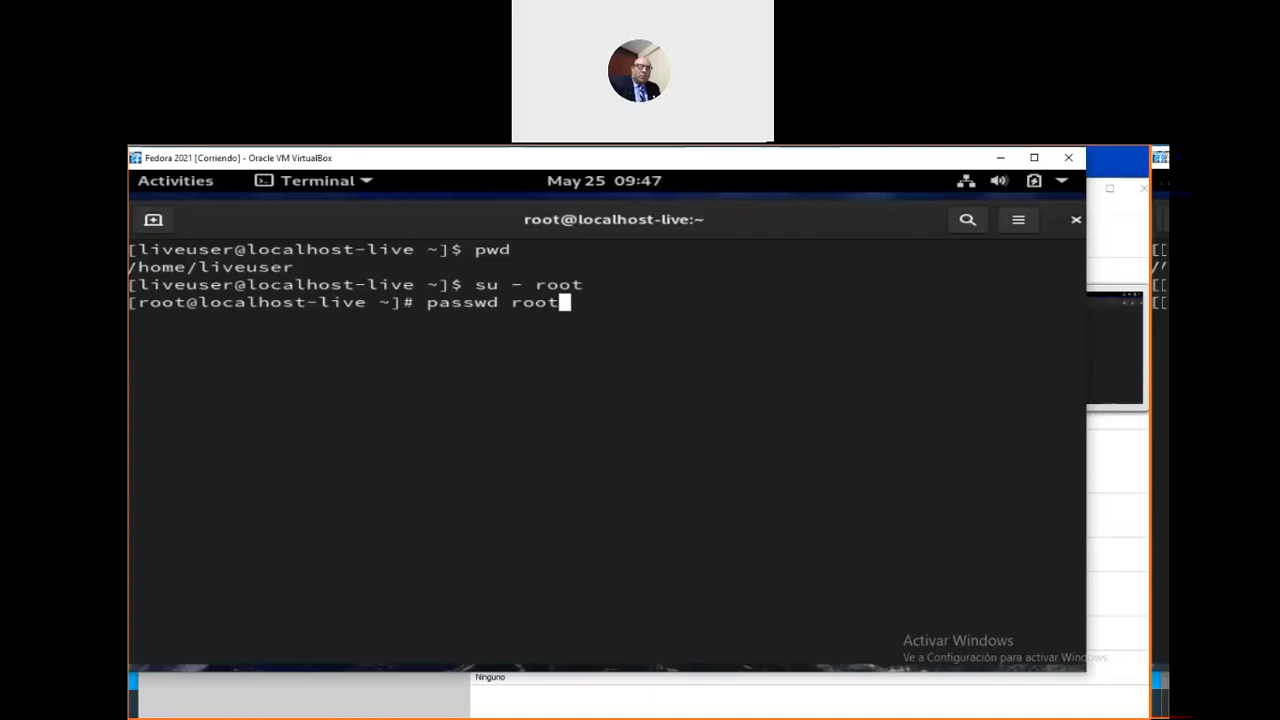 Fedora 2021 [Corriendo] - Oracle VM VirtualBox
Activities Terminal May 25 09:47
root@localhost-live:~
[liveuser@localhost-live ~]$ pwd
/home/liveuser
[liveuser@localhost-live ~]$ su - root
[root@localhost-live ~]# passwd root
Activar Windows
Ve a Configuración para activar Windows.
Ninguno